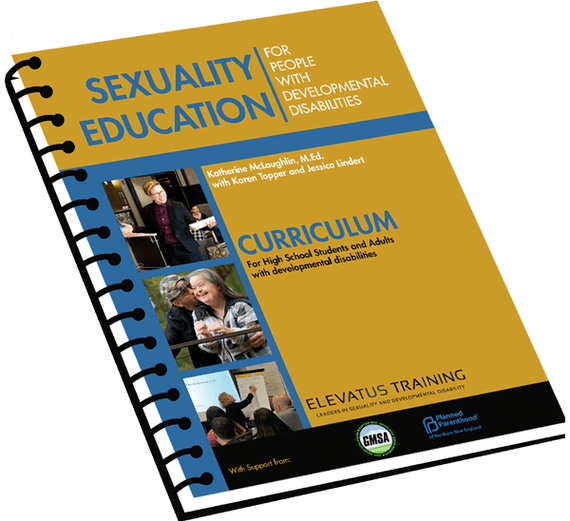 SEXUALITY
EDUCATION
FOR
PEOPLE
WITH
DEVELOPMENTAL
DISABILITIES
Katherine McLaughlin, M.Ed.
with Karen Topper and Jessica Lindert
CURRICULUM
For High School Students and Adults
with developmental disabilities
ELEVATUS TRAINING
LEADERS IN SEXUALITY AND DEVELOPMENTAL DISABILITY
With Support from:
GMSA
Planned
Parenthood®
of Northern New England